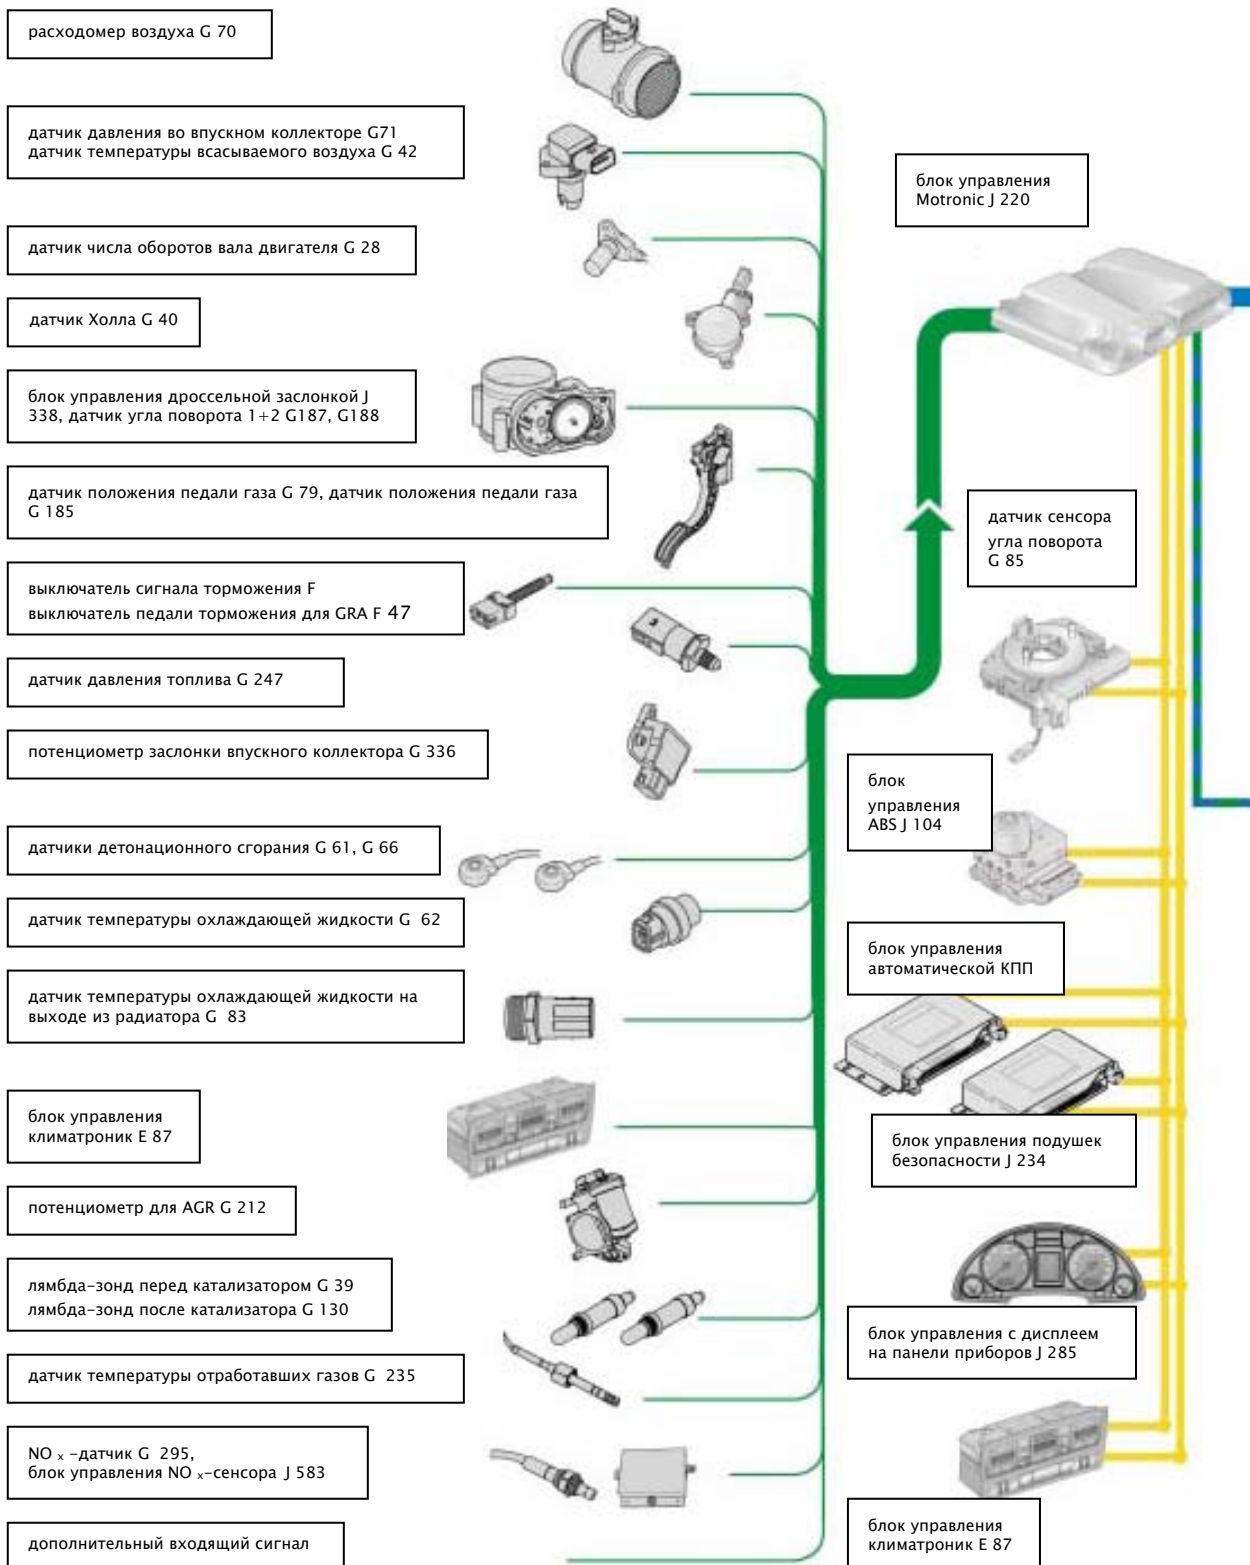 расходомер воздуха G 70
датчик давления во впускном коллекторе G71
датчик температуры всасываемого воздуха G 42
датчик числа оборотов вала двигателя G 28
датчик Холла G 40
блок управления дроссельной заслонкой J
338, датчик угла поворота 1+2 G187, G188
датчик положения педали газа G 79, датчик положения педали газа
G 185
выключатель сигнала торможения F
выключатель педали торможения для GRA F 47
датчик давления топлива G 247
потенциометр заслонки впускного коллектора G 336
датчики детонационного сгорания G 61, G 66
датчик температуры охлаждающей жидкости G 62
датчик температуры охлаждающей жидкости на
выходе из радиатора G 83
блок управления
климатроник E 87
потенциометр для AGR G 212
лямбда-зонд перед катализатором G 39
лямбда-зонд после катализатора G 130
датчик температуры отработавших газов G 235
NO x -датчик G 295,
блок управления NO x-сенсора J 583
дополнительный входящий сигнал
блок управления
Motronic J 220
датчик сенсора
угла поворота
G 85
блок
управления
ABS J 104
блок управления
автоматической КПП
блок управления подушек
безопасности J 234
блок управления с дисплеем
на панели приборов J 285
блок управления
климатроник E 87